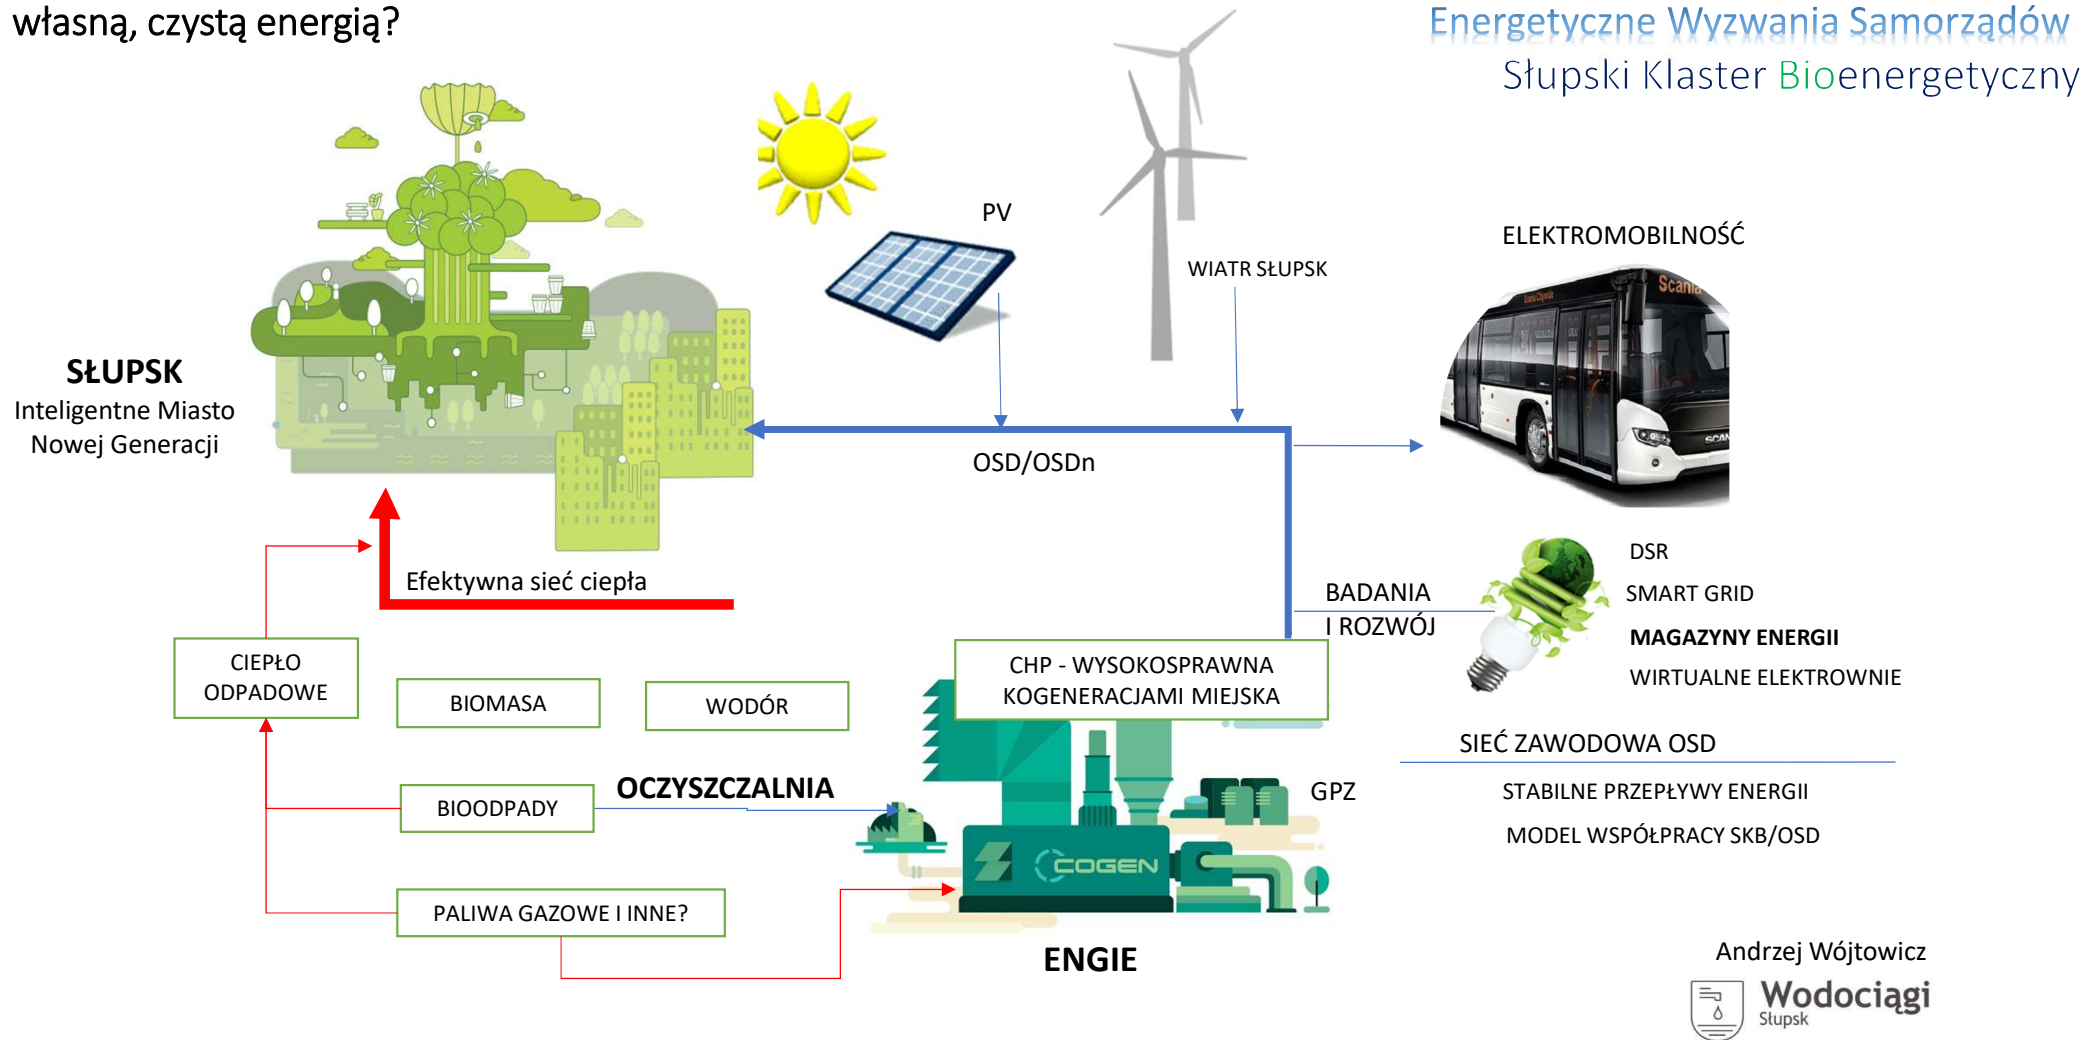 własną, czystą energią?
Energetyczne Wyzwania Samorządów
Słupski Klaster Bioenergetyczny
PV
WIATR SŁUPSK
ELEKTROMOBILNOŚĆ
Scania Citywide
Scania
SCAN
SŁUPSK
Inteligentne Miasto
Nowej Generacji
OSD/OSDn
Efektywna sieć ciepła
DSR
SMART GRID
MAGAZYNY ENERGII
WIRTUALNE ELEKTROWNIE
BADANIA
I ROZWÓJ
CIEPŁO
ODPADOWE
BIOMASA
WODÓR
CHP - WYSOKOSPRAWNA
KOGENERACJAMI MIEJSKA
SIEĆ ZAWODOWA OSD
STABILNE PRZEPŁYWY ENERGII
MODEL WSPÓŁPRACY SKB/OSD
BIOODPADY
OCZYSZCZALNIA
GPZ
COGEN
PALIWA GAZOWE I INNE?
ENGIE
Andrzej Wójtowicz
Wodociągi
Słupsk